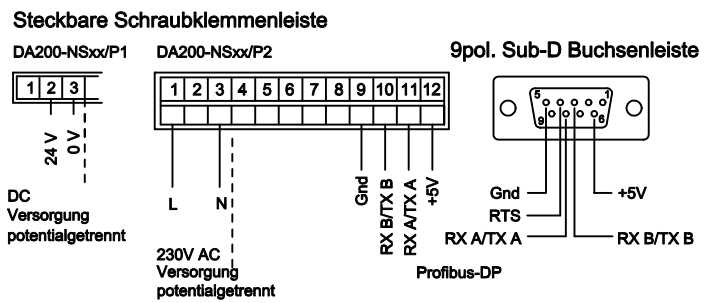 Steckbare Schraubklemmenleiste
DA200-NSxx/P1
DA200-NSxx/P2
9pol. Sub-D Buchsenleiste
1 2 3
1 2 3 4 5 6 7 8 9 10 11 12
5 1
9 6
24 V
0 V
L
N
Gnd
RX B/TX B
RX A/TX A
+5V
Gnd
+5V
RTS
RX A/TX A
RX B/TX B
DC
Versorgung
potentialgetrennt
230V AC
Versorgung
potentialgetrennt
Profibus-DP